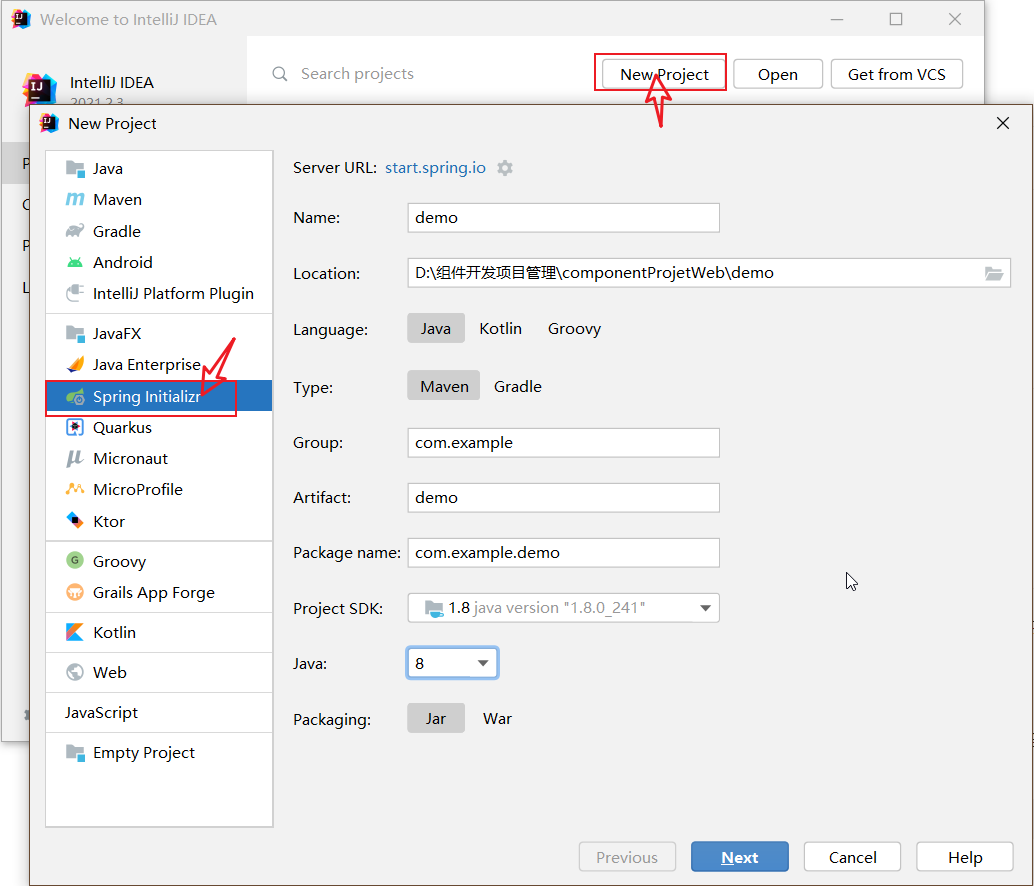 Welcome to IntelliJ IDEA
IntelliJ IDEA
2021.2.3
Search projects
New Project
Open
Get from VCS
New Project
Java
Maven
Gradle
Android
IntelliJ Platform Plugin
JavaFX
Java Enterprise
Spring Initializr
Quarkus
Micronaut
MicroProfile
Ktor
Groovy
Grails App Forge
Kotlin
Web
JavaScript
Empty Project
Server URL: start.spring.io
Name: demo
Location: D:\组件开发项目管理\componentProjetWeb\demo
Language: Java Kotlin Groovy
Type: Maven Gradle
Group: com.example
Artifact: demo
Package name: com.example.demo
Project SDK: 1.8 java version "1.8.0_241"
Java: 8
Packaging: Jar War
Previous Next Cancel Help